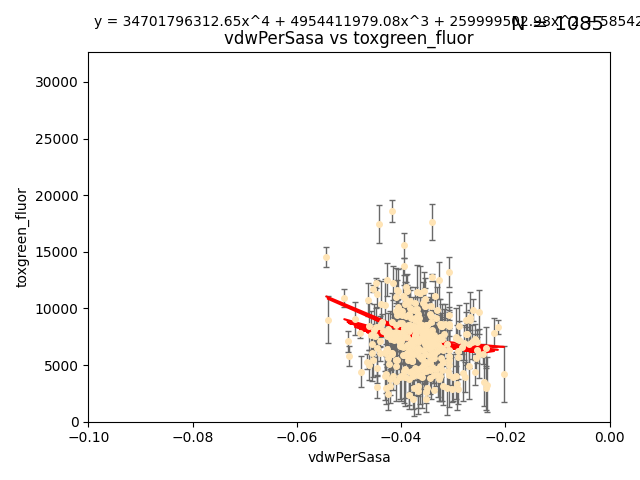 y = 34701796312.65x^4 + 4954411979.08x^3 +
N = 1085
vdwPerSasa vs toxgreen_fluor
30000
25000
20000
15000
10000
5000
0
toxgreen_fluor
−0.10 −0.08 −0.06 −0.04 −0.02 0.00
vdwPerSasa